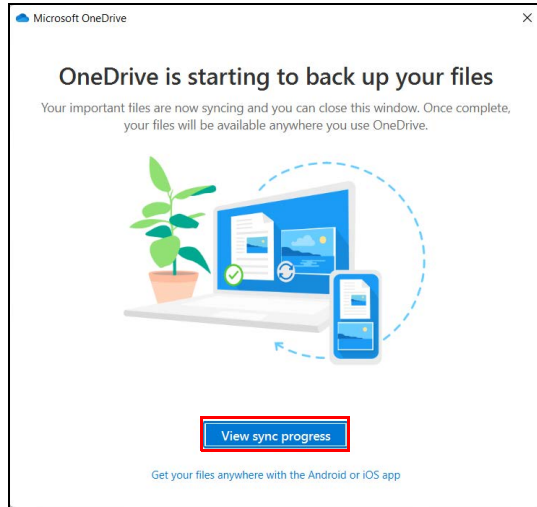 Microsoft OneDrive
OneDrive is starting to back up your files
Your important files are now syncing and you can close this window. Once complete,
your files will be available anywhere you use OneDrive.
View sync progress
Get your files anywhere with the Android or iOS app